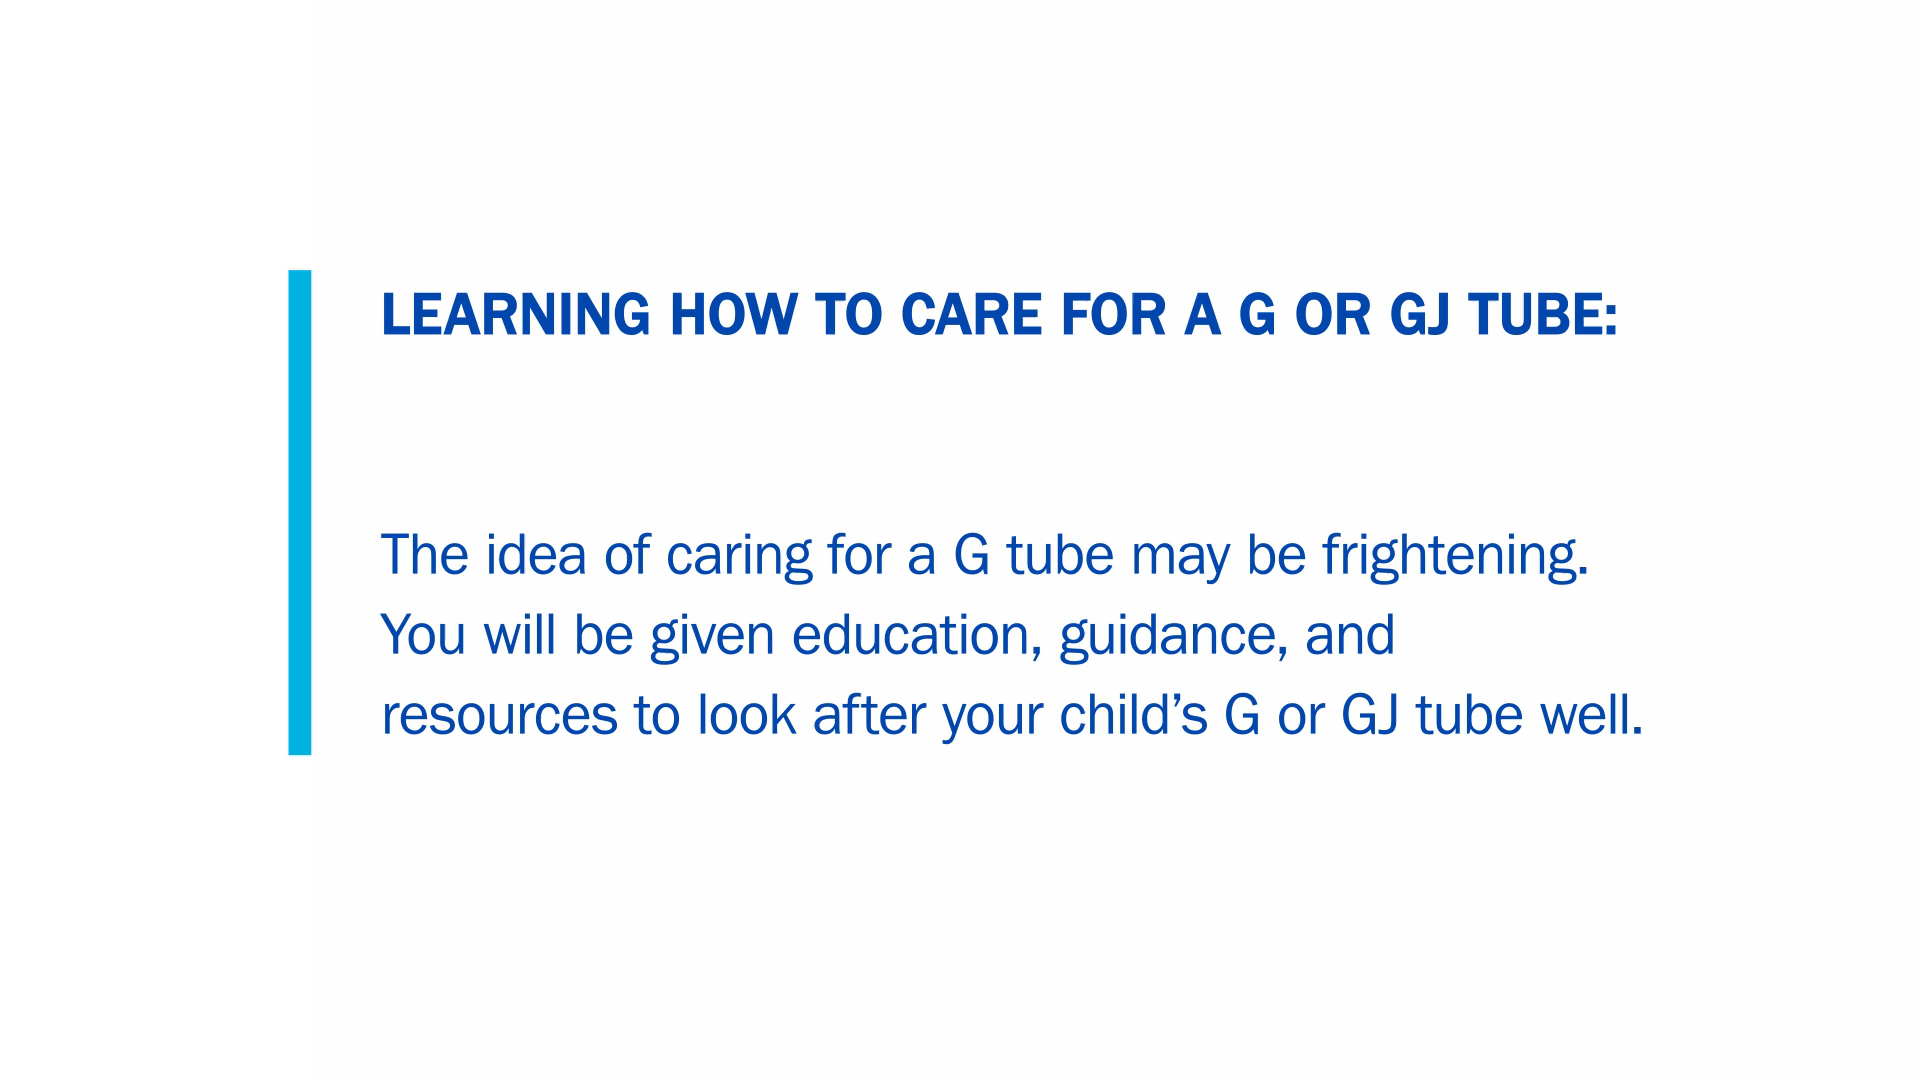 LEARNING HOW TO CARE FOR A G OR GJ TUBE:
The idea of caring for a G tube may be frightening.
You will be given education, guidance, and
resources to look after your child’s G or GJ tube well.